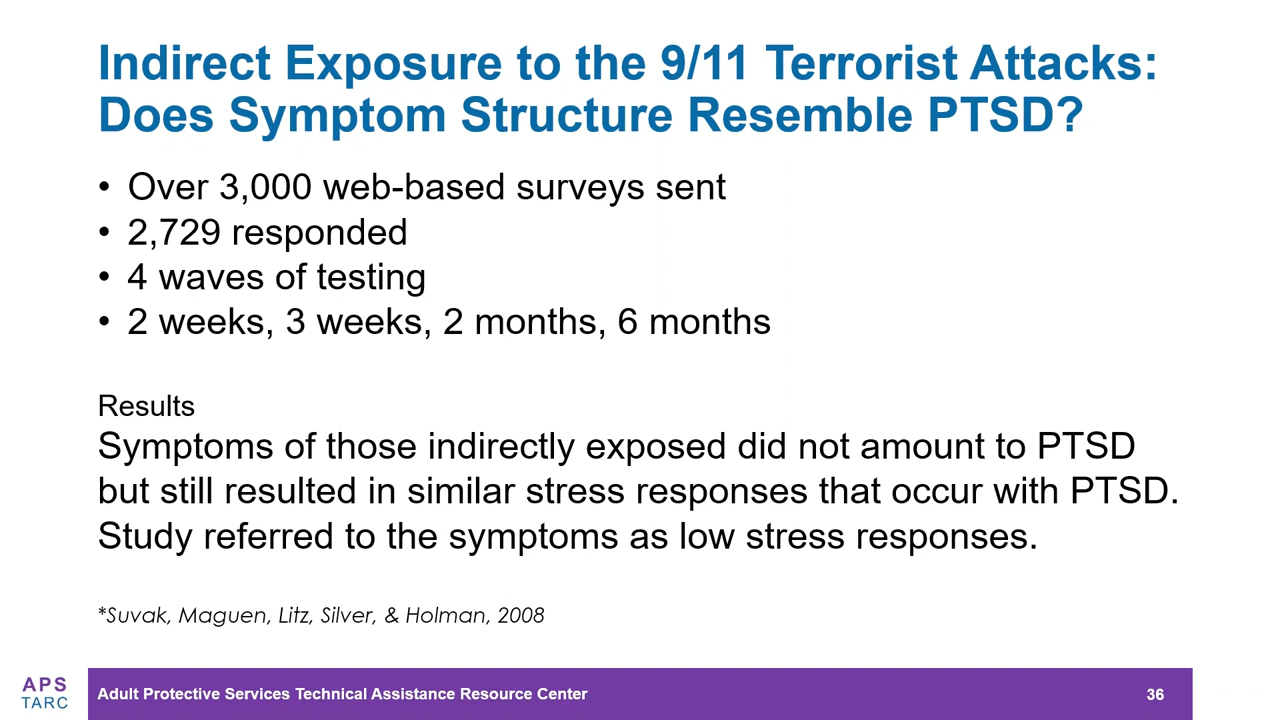 Indirect Exposure to the 9/11 Terrorist Attacks:
Does Symptom Structure Resemble PTSD?
• Over 3,000 web-based surveys sent
• 2,729 responded
• 4 waves of testing
• 2 weeks, 3 weeks, 2 months, 6 months
Results
Symptoms of those indirectly exposed did not amount to PTSD
but still resulted in similar stress responses that occur with PTSD.
Study referred to the symptoms as low stress responses.
*Suvak, Maguen, Litz, Silver, & Holman, 2008
APS
TARC
Adult Protective Services Technical Assistance Resource Center
36